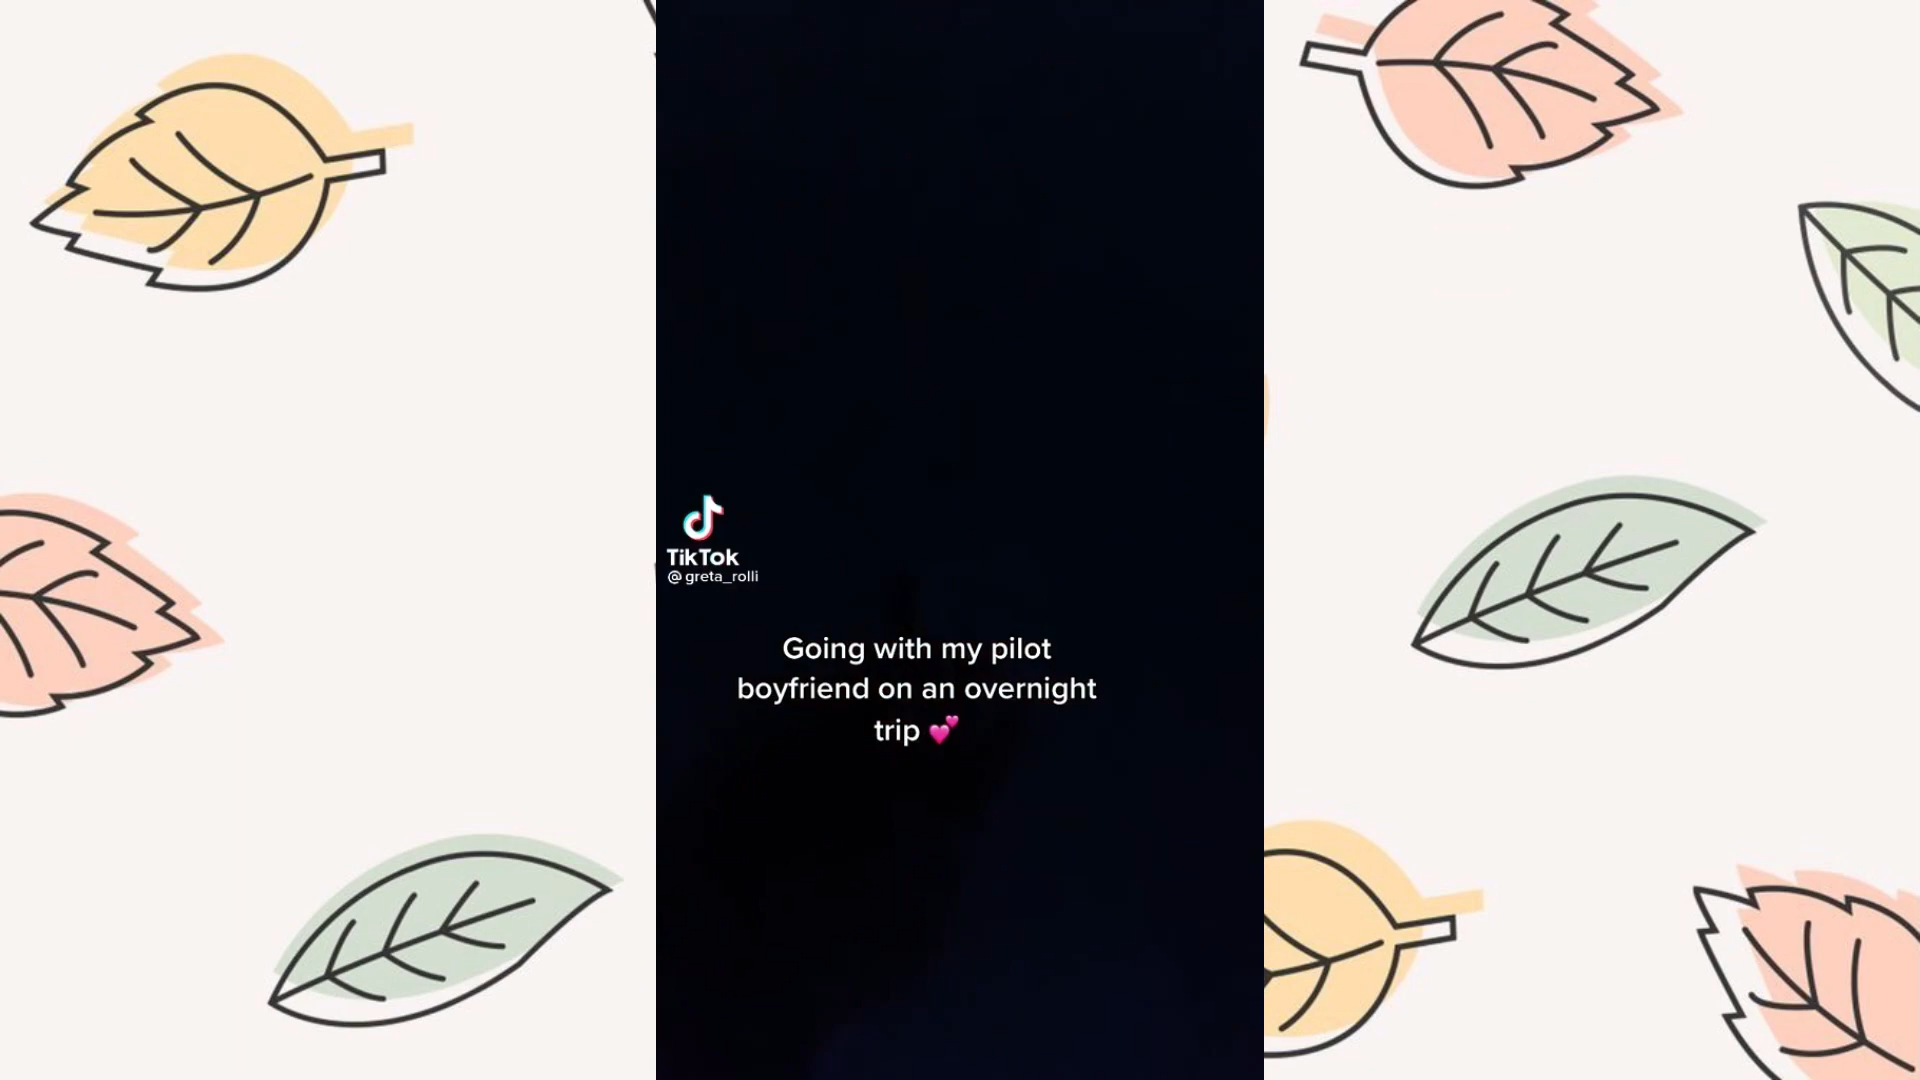 TikTok
@greta_rolli
Going with my pilot
boyfriend on an overnight
trip 💕